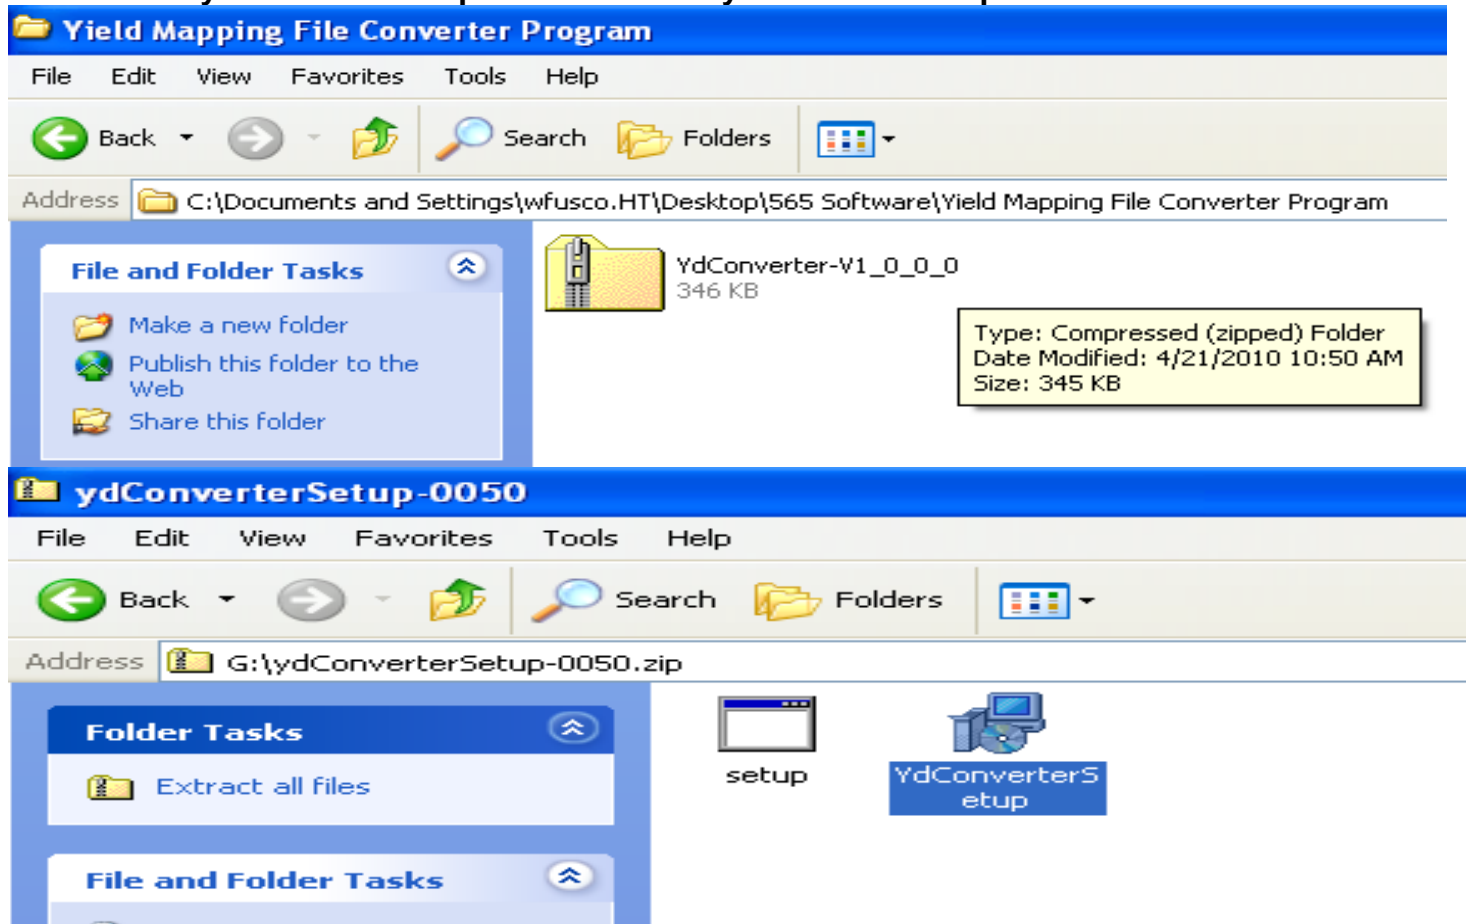 Yield Mapping File Converter Program
File Edit View Favorites Tools Help
Back Search Folders
Address C:\Documents and Settings\wfusco.HT\Desktop\565 Software\Yield Mapping File Converter Program
File and Folder Tasks
Make a new folder
Publish this folder to the
Web
Share this folder
YdConverter-V1_0_0_0
346 KB
Type: Compressed (zipped) Folder
Date Modified: 4/21/2010 10:50 AM
Size: 345 KB
ydConverterSetup-0050
File Edit View Favorites Tools Help
Back Search Folders
Address G:\ydConverterSetup-0050.zip
Folder Tasks
Extract all files
File and Folder Tasks
setup
YdConverterS
etup